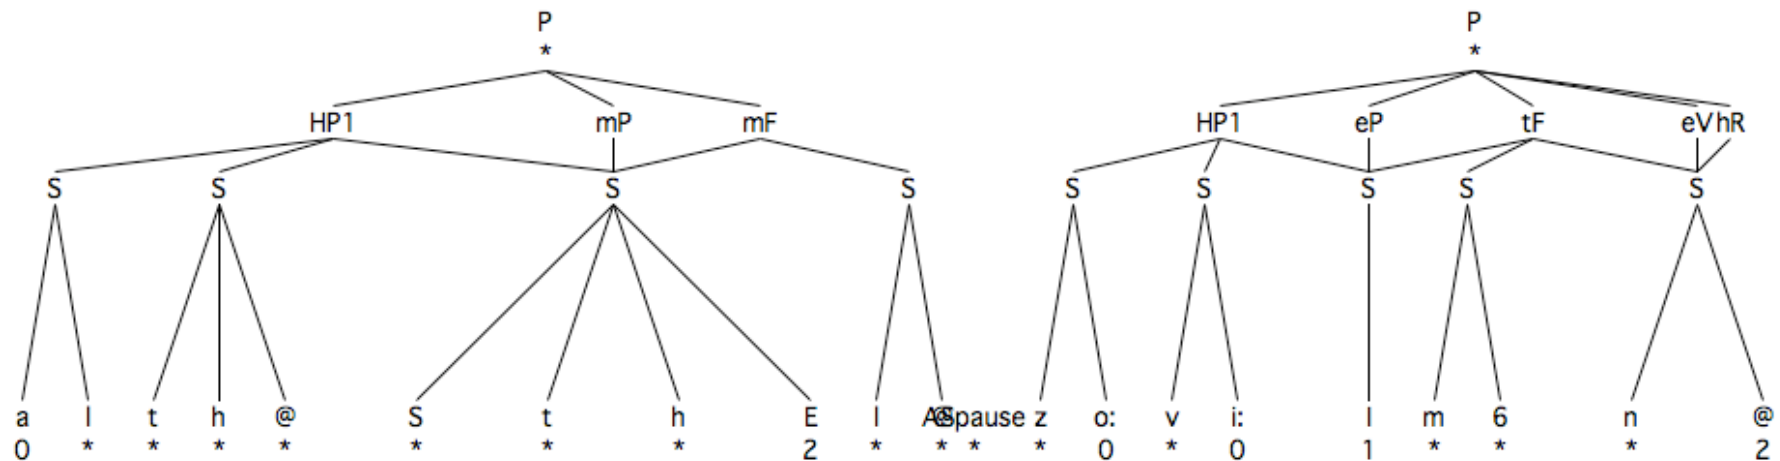 P P
* *
HP1 mP mF HP1 eP tF eV hR
S S S S S S S S S
a l t h @ S t h E l @ pause z o: v i: I m 6 n @
0 * * * * * * * 2 * * * * 0 * 0 1 * * * 2